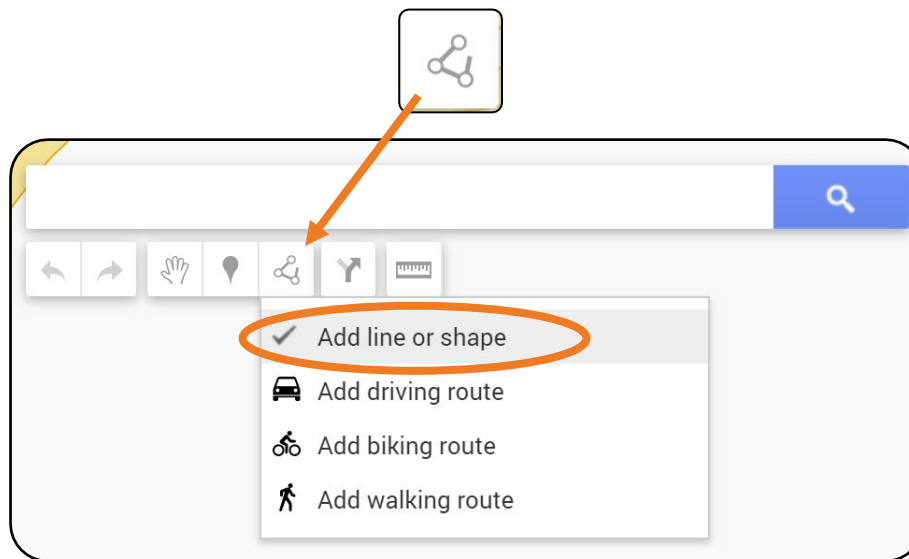 Add line or shape
Add driving route
Add biking route
Add walking route